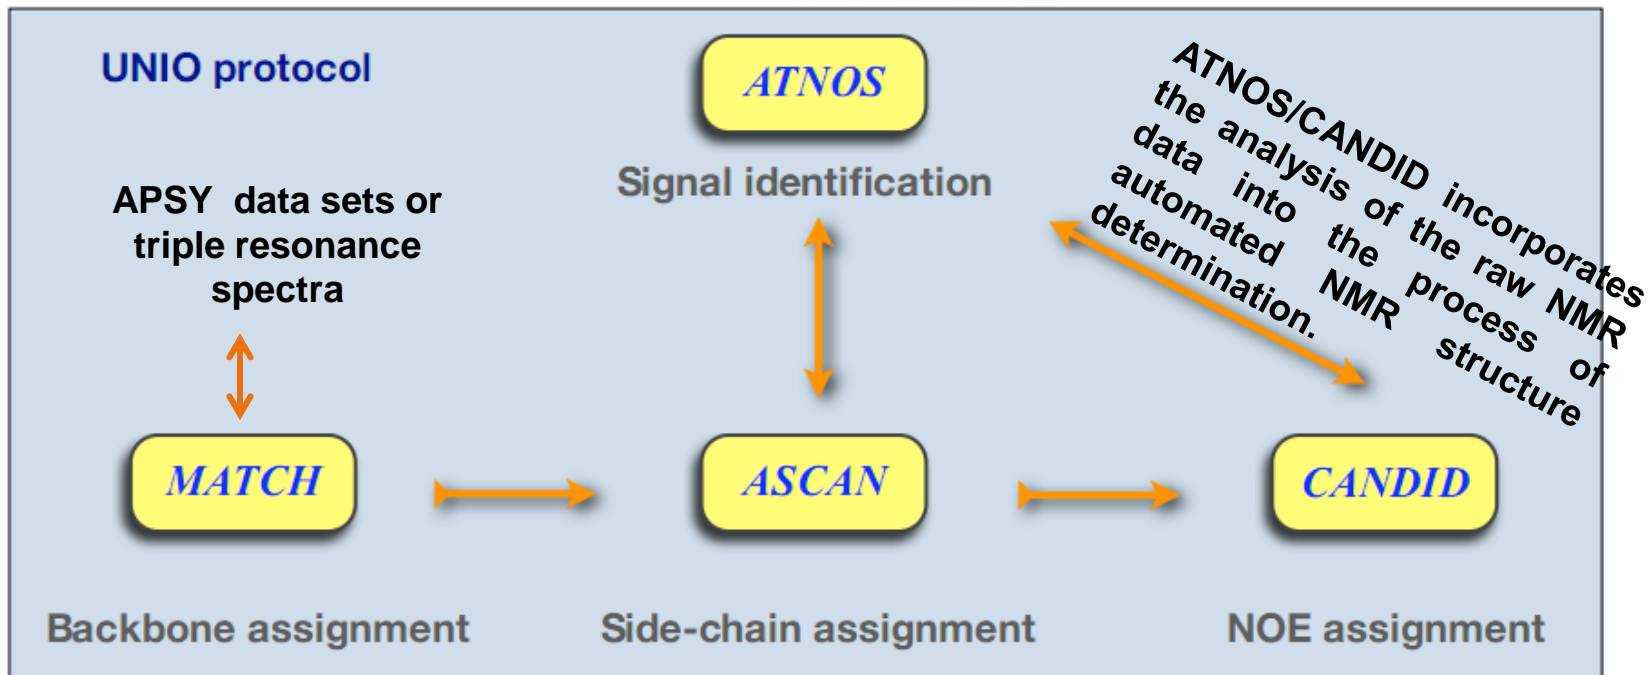 UNIO protocol
ATNOS
Signal identification
ATNOS/CANDID incorporates
the analysis of the raw NMR
data into the process of
automated NMR structure
determination.
APSY data sets or
triple resonance
spectra
MATCH
ASCAN
CANDID
Backbone assignment
Side-chain assignment
NOE assignment